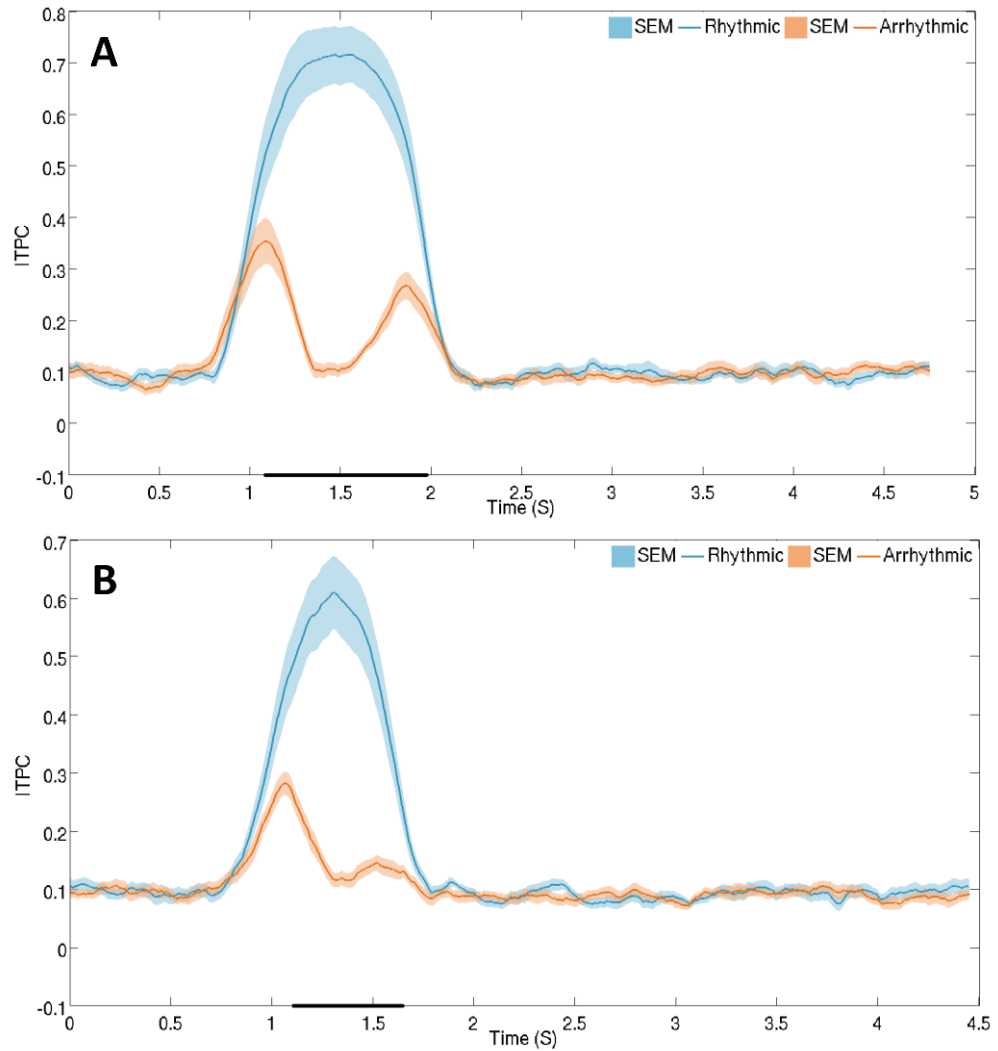 A
SEM Rhythmic SEM Arrhythmic
0.8
0.7
0.6
0.5
0.4
0.3
0.2
0.1
0
-0.1
ITPC
0 0.5 1 1.5 2 2.5 3 3.5 4 4.5 5
Time (S)
B
SEM Rhythmic SEM Arrhythmic
0.7
0.6
0.5
0.4
0.3
0.2
0.1
0
-0.1
ITPC
0 0.5 1 1.5 2 2.5 3 3.5 4 4.5
Time (S)